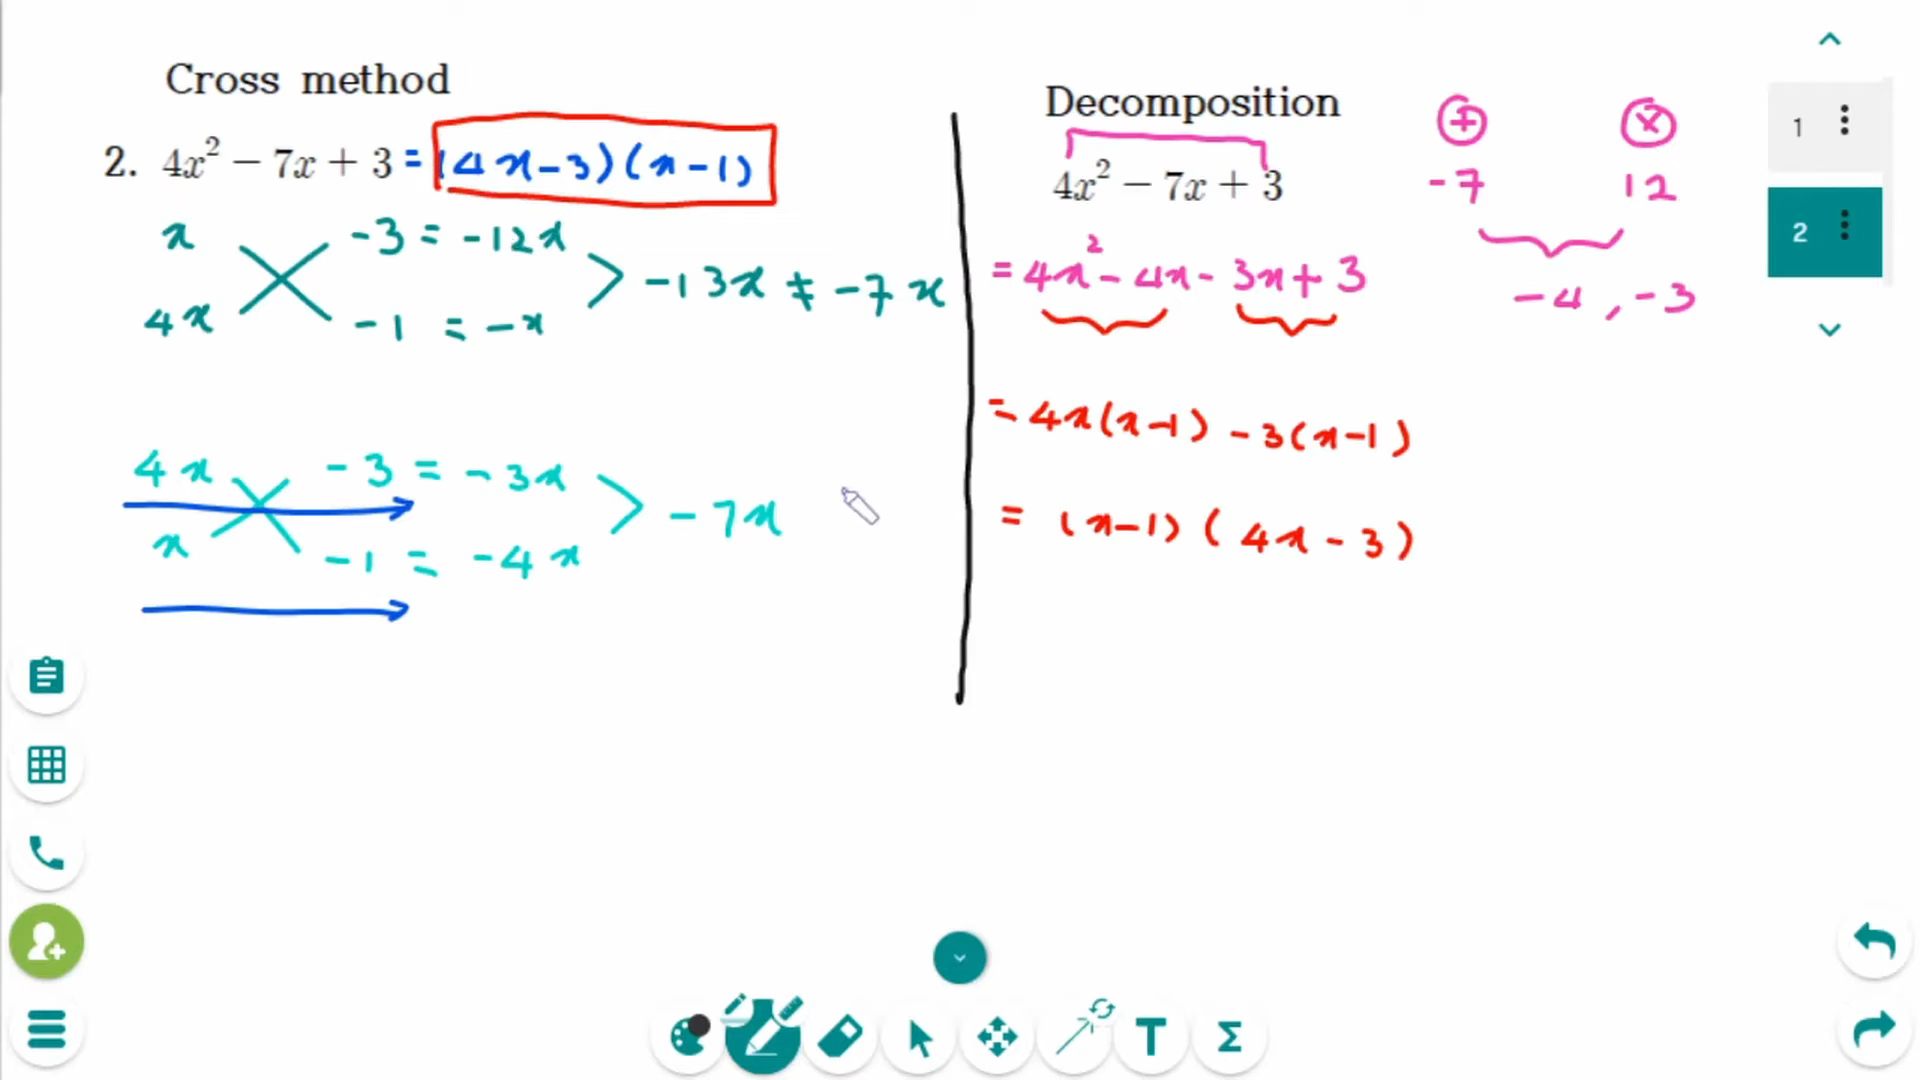 Cross method
2. 4x² − 7x + 3 = (4x−3)(x−1)
x −3 = −12x
> −13x ≠ −7x
4x −1 = −x
4x −3 = −3x
> −7x
x −1 = −4x
Decomposition
4x² − 7x + 3
+ ×
−7 12
−4, −3
= 4x² − 4x − 3x + 3
= 4x(x−1) − 3(x−1)
= (x−1)(4x−3)
1
2
T Σ